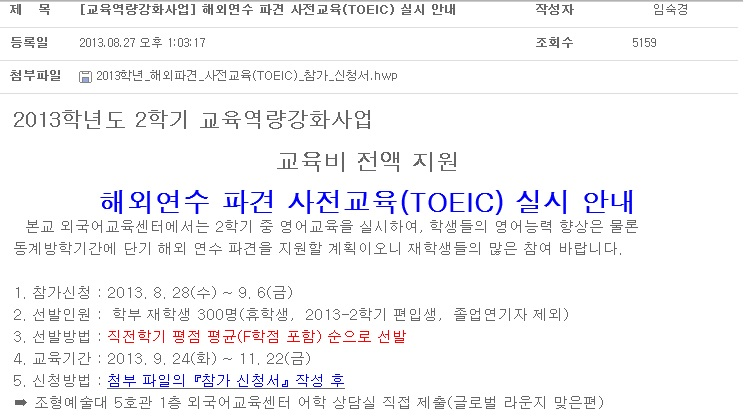 제 목 [교육역량강화사업] 해외연수 파견 사전교육(TOEIC) 실시 안내 작성자 임숙경
등록일 2013.08.27 오후 1:03:17 조회수 5159
첨부파일 2013학년_해외파견_사전교육(TOEIC)_참가_신청서.hwp
2013학년도 2학기 교육역량강화사업
교육비 전액 지원
해외연수 파견 사전교육(TOEIC) 실시 안내
본교 외국어교육센터에서는 2학기 중 영어교육을 실시하여, 학생들의 영어능력 향상은 물론
동계방학기간에 단기 해외 연수 파견을 지원할 계획이오니 재학생들의 많은 참여 바랍니다.
1. 참가신청 : 2013. 8. 28(수) ~ 9. 6(금)
2. 선발인원 : 학부 재학생 300명(휴학생, 2013-2학기 편입생, 졸업연기자 제외)
3. 선발방법 : 직전학기 평점 평균(F학점 포함) 순으로 선발
4. 교육기간 : 2013. 9. 24(화) ~ 11. 22(금)
5. 신청방법 : 첨부 파일의 『참가 신청서』 작성 후
➡ 조형예술대 5호관 1층 외국어교육센터 어학 상담실 직접 제출(글로벌 라운지 맞은편)